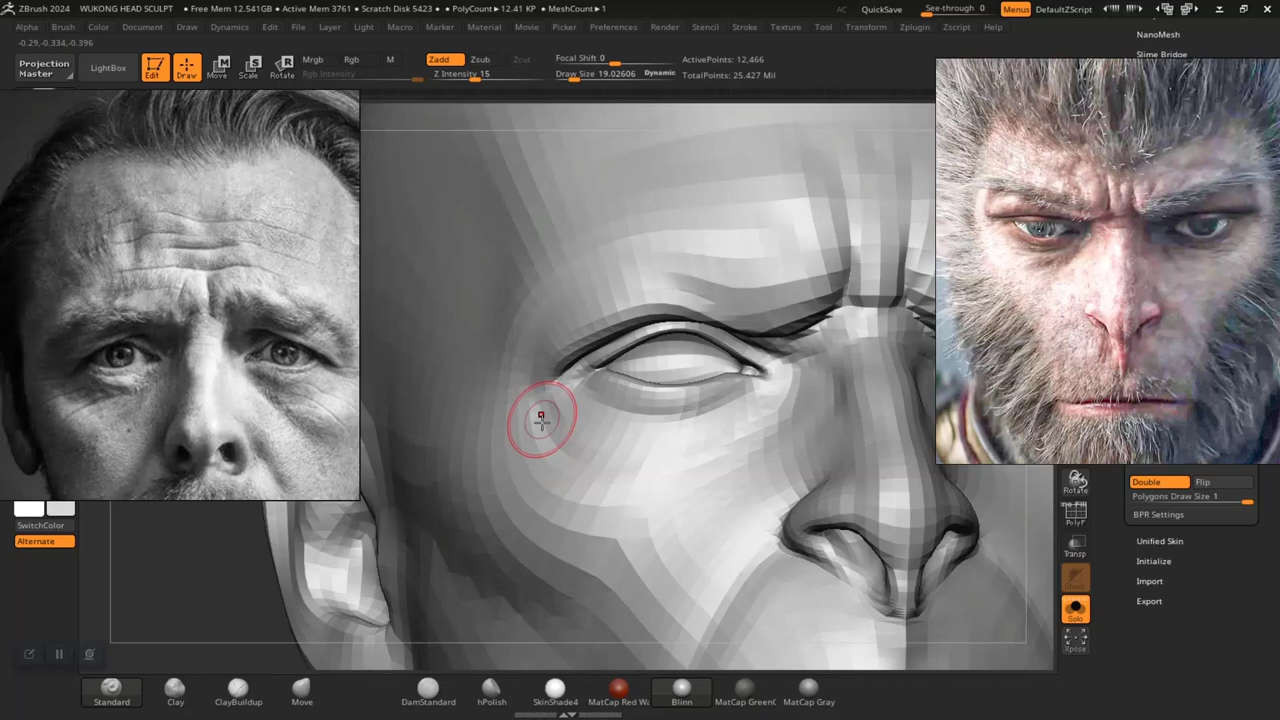 ZBrush 2024 WUKONG HEAD SCULPT • Free Mem 12.541GB • Active Mem 3761 • Scratch Disk 5423 • PolyCount▸ 12.41 KP • MeshCount▸ 1 AC QuickSave See-through 0 Menus DefaultZScript
Alpha Brush Color Document Draw Dynamics Edit File Layer Light Macro Marker Material Movie Picker Preferences Render Stencil Stroke Texture Tool Transform Zplugin Zscript Help
NanoMesh
-0.29,-0.334,-0.396
Slime Bridge
Projection Master
LightBox
Edit
Draw
Move
Scale
Rotate
Mrgb Rgb M
Rgb Intensity
Zadd Zsub Zcut
Z Intensity 15
Focal Shift 0
Draw Size 19.02606 Dynamic
ActivePoints: 12,466
TotalPoints: 25.427 Mil
Rotate
Double Flip
Polygons Draw Size 1
BPR Settings
PolyF
SwitchColor
Alternate
Transp
Unified Skin
Initialize
Import
Export
Ghost
Solo
Xpose
Standard Clay ClayBuildup Move DamStandard hPolish SkinShade4 MatCap Red Wa Blinn MatCap GreenC MatCap Gray